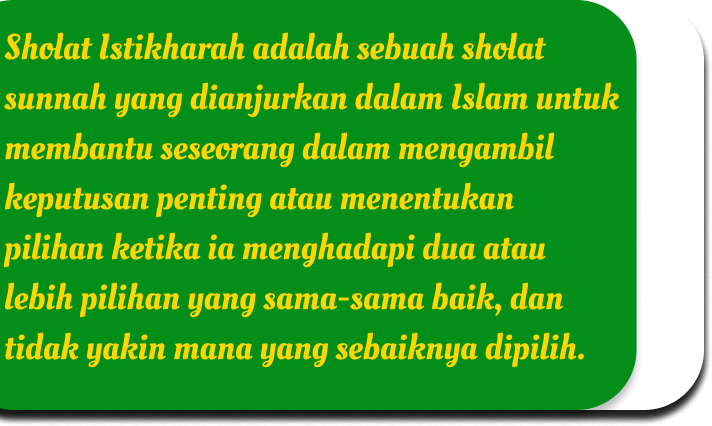 Sholat Istikharah adalah sebuah sholat
sunnah yang dianjurkan dalam Islam untuk
membantu seseorang dalam mengambil
keputusan penting atau menentukan
pilihan ketika ia menghadapi dua atau
lebih pilihan yang sama-sama baik, dan
tidak yakin mana yang sebaiknya dipilih.